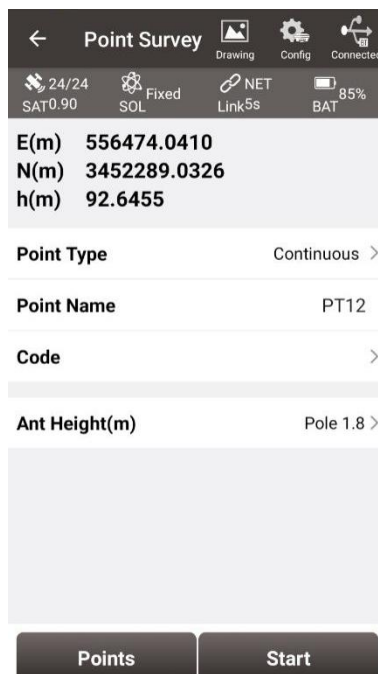 Point Survey
Drawing
Config
Connected
24/24
SAT0.90
Fixed
SOL
NET
Link5s
85%
BAT
E(m) 556474.0410
N(m) 3452289.0326
h(m) 92.6455
Point Type Continuous
Point Name PT12
Code
Ant Height(m) Pole 1.8
Points Start